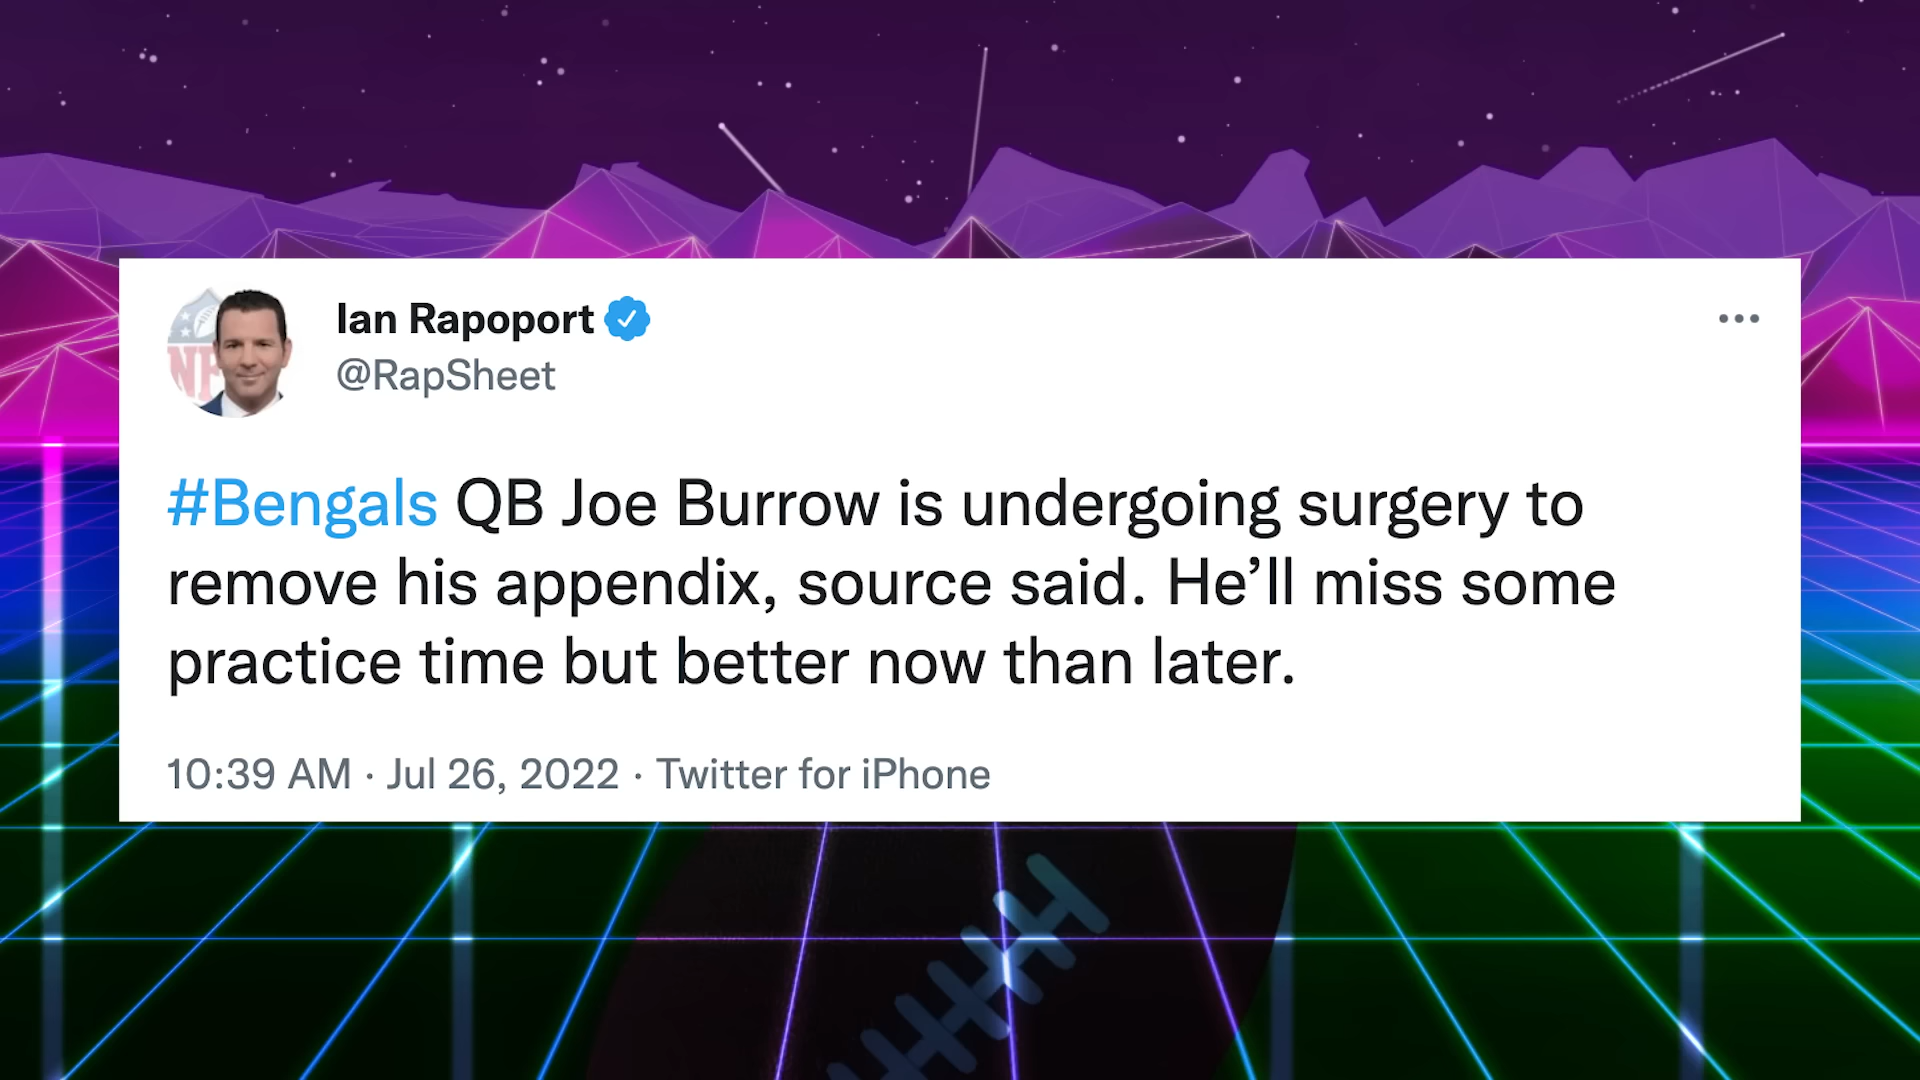 Ian Rapoport
@RapSheet
#Bengals QB Joe Burrow is undergoing surgery to
remove his appendix, source said. He’ll miss some
practice time but better now than later.
10:39 AM · Jul 26, 2022 · Twitter for iPhone